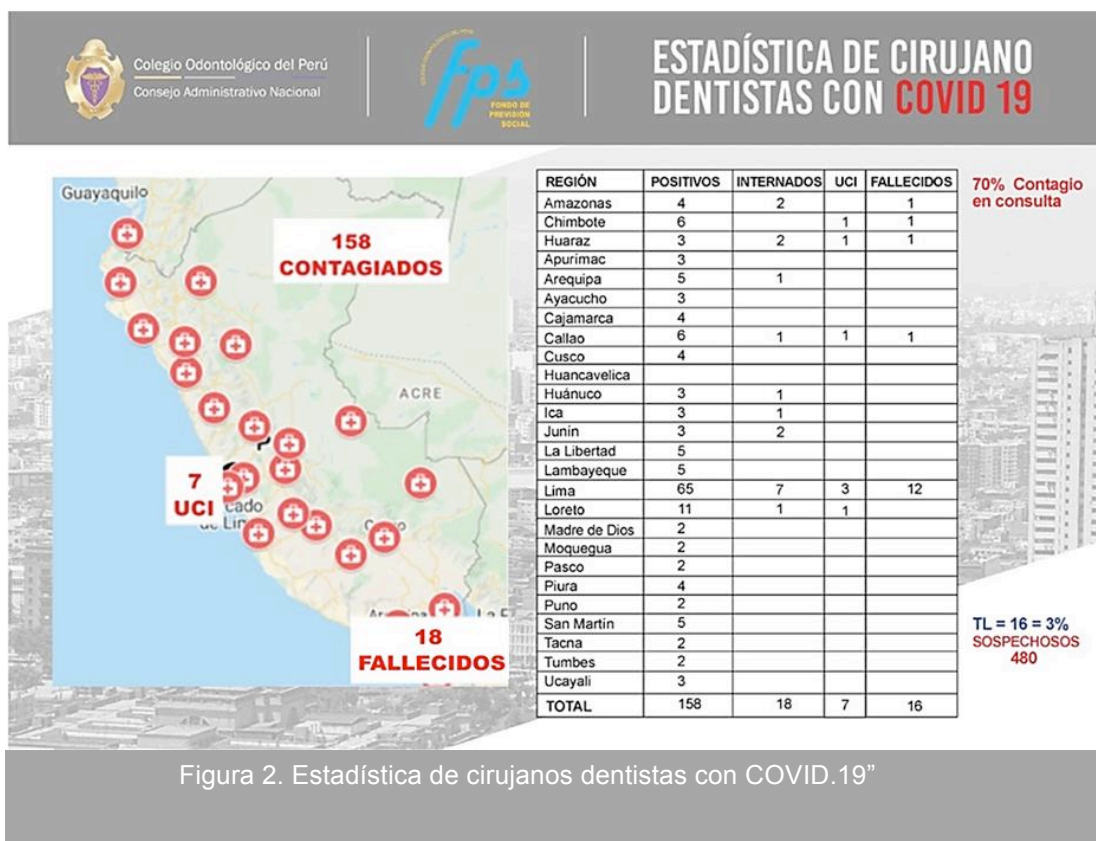 Colegio Odontológico del Perú
Consejo Administrativo Nacional
fps
FONDO DE
PREVISIÓN
SOCIAL
ESTADÍSTICA DE CIRUJANO
DENTISTAS CON COVID 19
Guayaquilo
158
CONTAGIADOS
ACRE
7
UCI
cado
de Lim
18
FALLECIDOS
REGIÓN POSITIVOS INTERNADOS UCI FALLECIDOS
Amazonas 4 2 1
Chimbote 6 1 1
Huaraz 3 2 1 1
Apurimac 3
Arequipa 5 1
Ayacucho 3
Cajamarca 4
Callao 6 1 1 1
Cusco 4
Huancavelica
Huánuco 3 1
Ica 3 1
Junin 3 2
La Libertad 5
Lambayeque 5
Lima 65 7 3 12
Loreto 11 1 1
Madre de Dios 2
Moquegua 2
Pasco 2
Piura 4
Puno 2
San Martin 5
Tacna 2
Tumbes 2
Ucayali 3
TOTAL 158 18 7 16
70% Contagio
en consulta
TL = 16 = 3%
SOSPECHOSOS
480
Figura 2. Estadística de cirujanos dentistas con COVID.19”